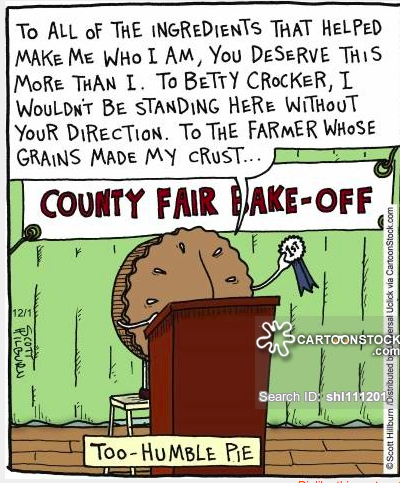 TO ALL OF THE INGREDIENTS THAT HELPED
MAKE ME WHO I AM, YOU DESERVE THIS
MORE THAN I. TO BETTY CROCKER, I
WOULDN'T BE STANDING HERE WITHOUT
YOUR DIRECTION. TO THE FARMER WHOSE
GRAINS MADE MY CRUST...
COUNTY FAIR BAKE-OFF
1ST
12/1
SCOTT
HILBURN
CARTOONSTOCK
.com
Search ID: shl111201
TOO-HUMBLE PIE
© Scott Hilburn /Distributed by Universal Uclick via CartoonStock.com